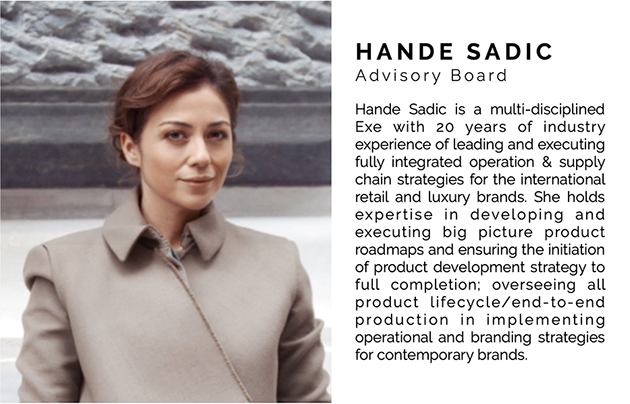 HANDE SADIC
Advisory Board
Hande Sadic is a multi-disciplined
Exe with 20 years of industry
experience of leading and executing
fully integrated operation & supply
chain strategies for the international
retail and luxury brands. She holds
expertise in developing and
executing big picture product
roadmaps and ensuring the initiation
of product development strategy to
full completion; overseeing all
product lifecycle/end-to-end
production in implementing
operational and branding strategies
for contemporary brands.